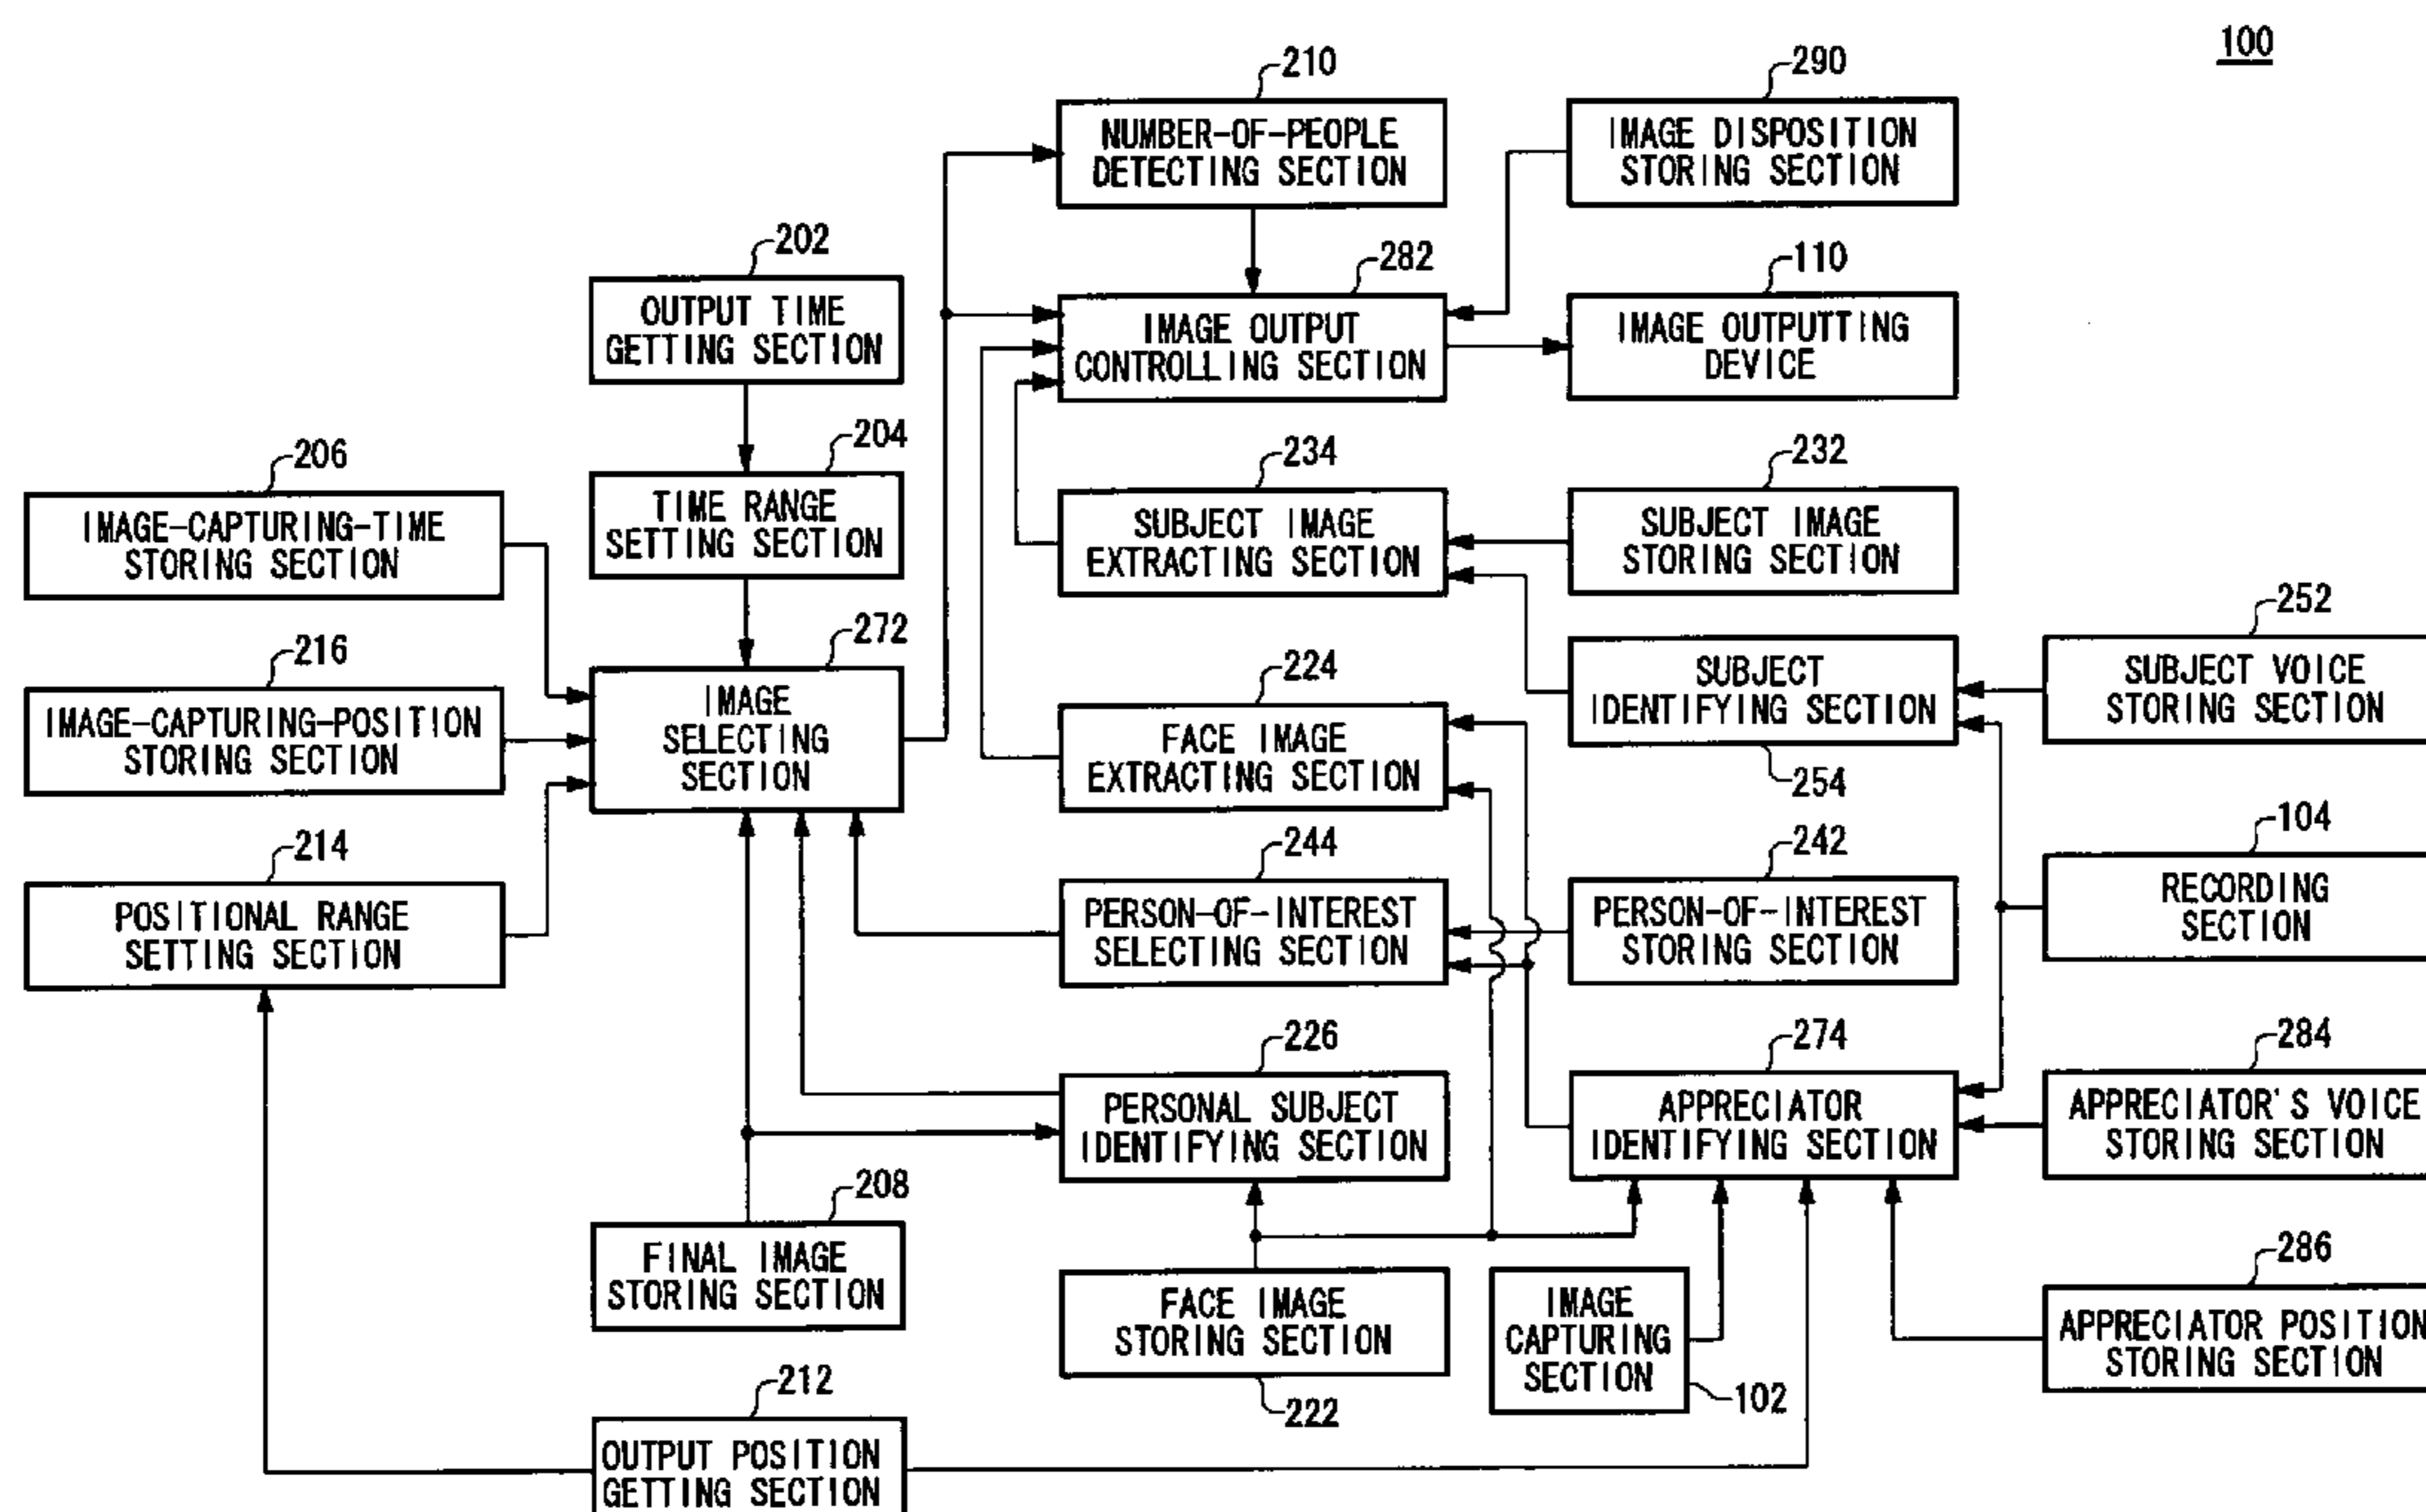 100
210
NUMBER-OF-PEOPLE
DETECTING SECTION
290
IMAGE DISPOSITION
STORING SECTION
202
OUTPUT TIME
GETTING SECTION
282
IMAGE OUTPUT
CONTROLLING SECTION
110
IMAGE OUTPUTTING
DEVICE
206
IMAGE-CAPTURING-TIME
STORING SECTION
204
TIME RANGE
SETTING SECTION
234
SUBJECT IMAGE
EXTRACTING SECTION
232
SUBJECT IMAGE
STORING SECTION
216
IMAGE-CAPTURING-POSITION
STORING SECTION
272
IMAGE
SELECTING
SECTION
224
FACE IMAGE
EXTRACTING SECTION
SUBJECT
IDENTIFYING SECTION
254
252
SUBJECT VOICE
STORING SECTION
214
POSITIONAL RANGE
SETTING SECTION
244
PERSON-OF-INTEREST
SELECTING SECTION
242
PERSON-OF-INTEREST
STORING SECTION
104
RECORDING
SECTION
226
PERSONAL SUBJECT
IDENTIFYING SECTION
274
APPRECIATOR
IDENTIFYING SECTION
284
APPRECIATOR'S VOICE
STORING SECTION
208
FINAL IMAGE
STORING SECTION
FACE IMAGE
STORING SECTION
222
IMAGE
CAPTURING
SECTION
102
286
APPRECIATOR POSITION
STORING SECTION
212
OUTPUT POSITION
GETTING SECTION